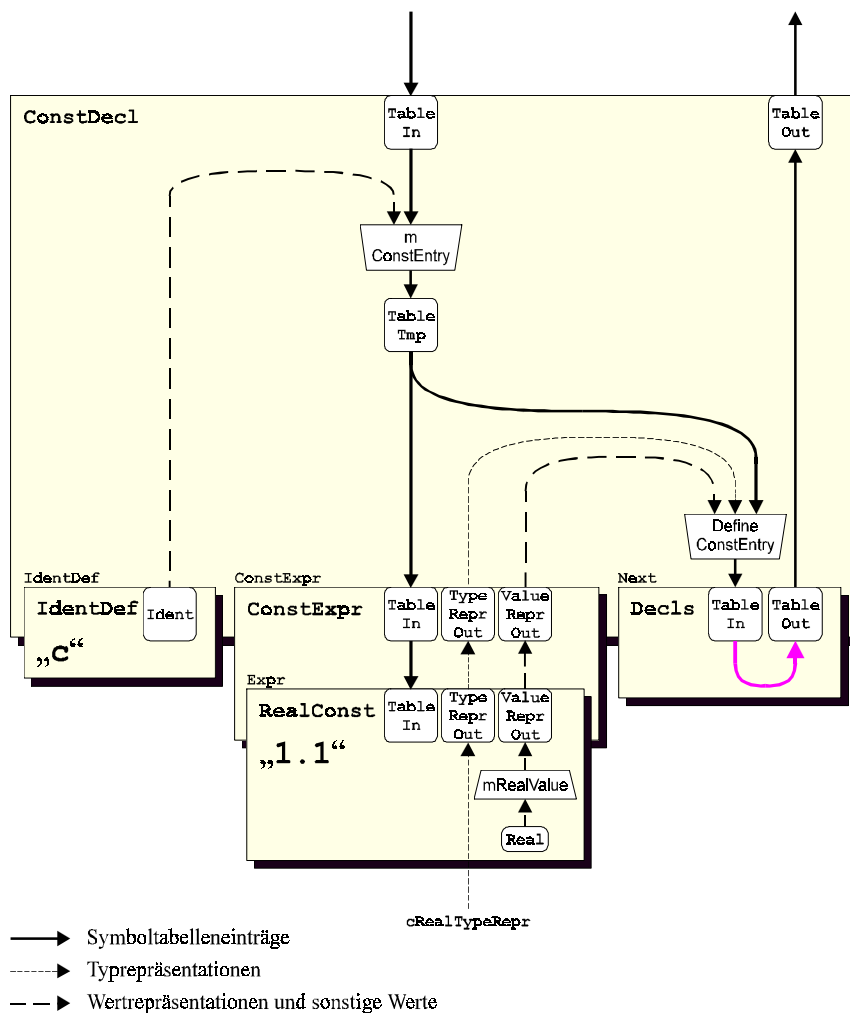 ConstDecl
Table
In
Table
Out
m
ConstEntry
Table
Tmp
Define
ConstEntry
IdentDef
IdentDef
Ident
„c“
ConstExpr
ConstExpr
Table
In
Type
Repr
Out
Value
Repr
Out
Next
Decls
Table
In
Table
Out
Expr
RealConst
„1.1“
Table
In
Type
Repr
Out
Value
Repr
Out
mRealValue
Real
cRealTypeRepr
Symboltabelleneinträge
Typrepräsentationen
Wertrepräsentationen und sonstige Werte